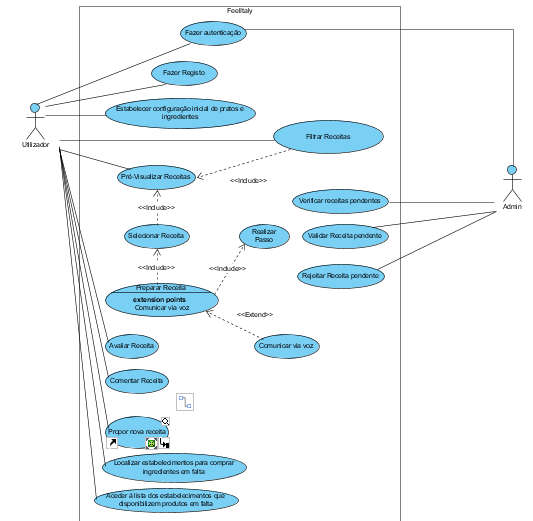 FeelItaly
Fazer autenticação
Fazer Registo
Estabelecer configuração inicial de pratos e
ingredientes
Utilizador
Filtrar Receitas
Pré-Visualizar Receitas
<<Include>>
Admin
Verificar receitas pendentes
<<Include>>
Selecionar Receita
Realizar
Passo
Validar Receita pendente
<<Include>>
<<Include>>
Rejeitar Receita pendente
Preparar Receita
extension points
Comunicar via voz
<<Extend>>
Avaliar Receita
Comunicar via voz
Comentar Receita
Propor nova receita
Localizar estabelecimentos para comprar
ingredientes em falta
Aceder à lista dos estabelecimentos que
disponibilizem produtos em falta